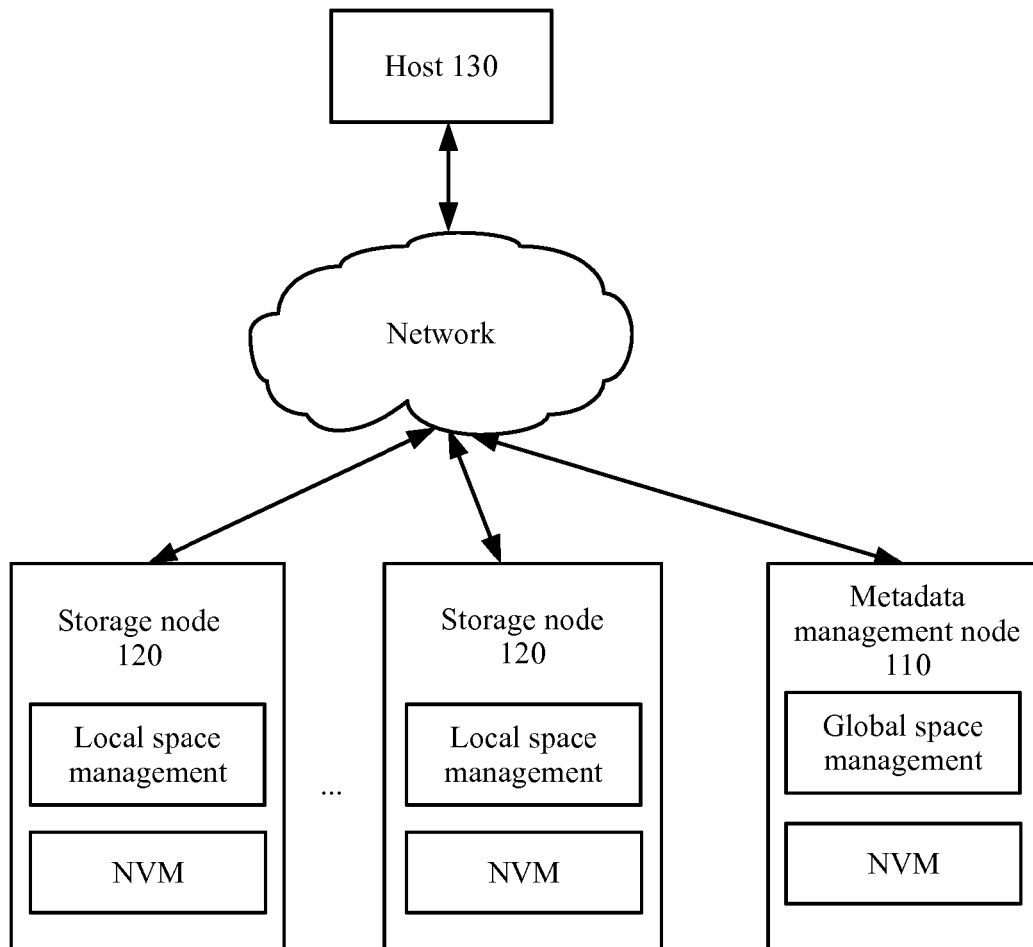 Host 130
Network
Storage node
120
Local space
management
NVM
...
Storage node
120
Local space
management
NVM
Metadata
management node
110
Global space
management
NVM